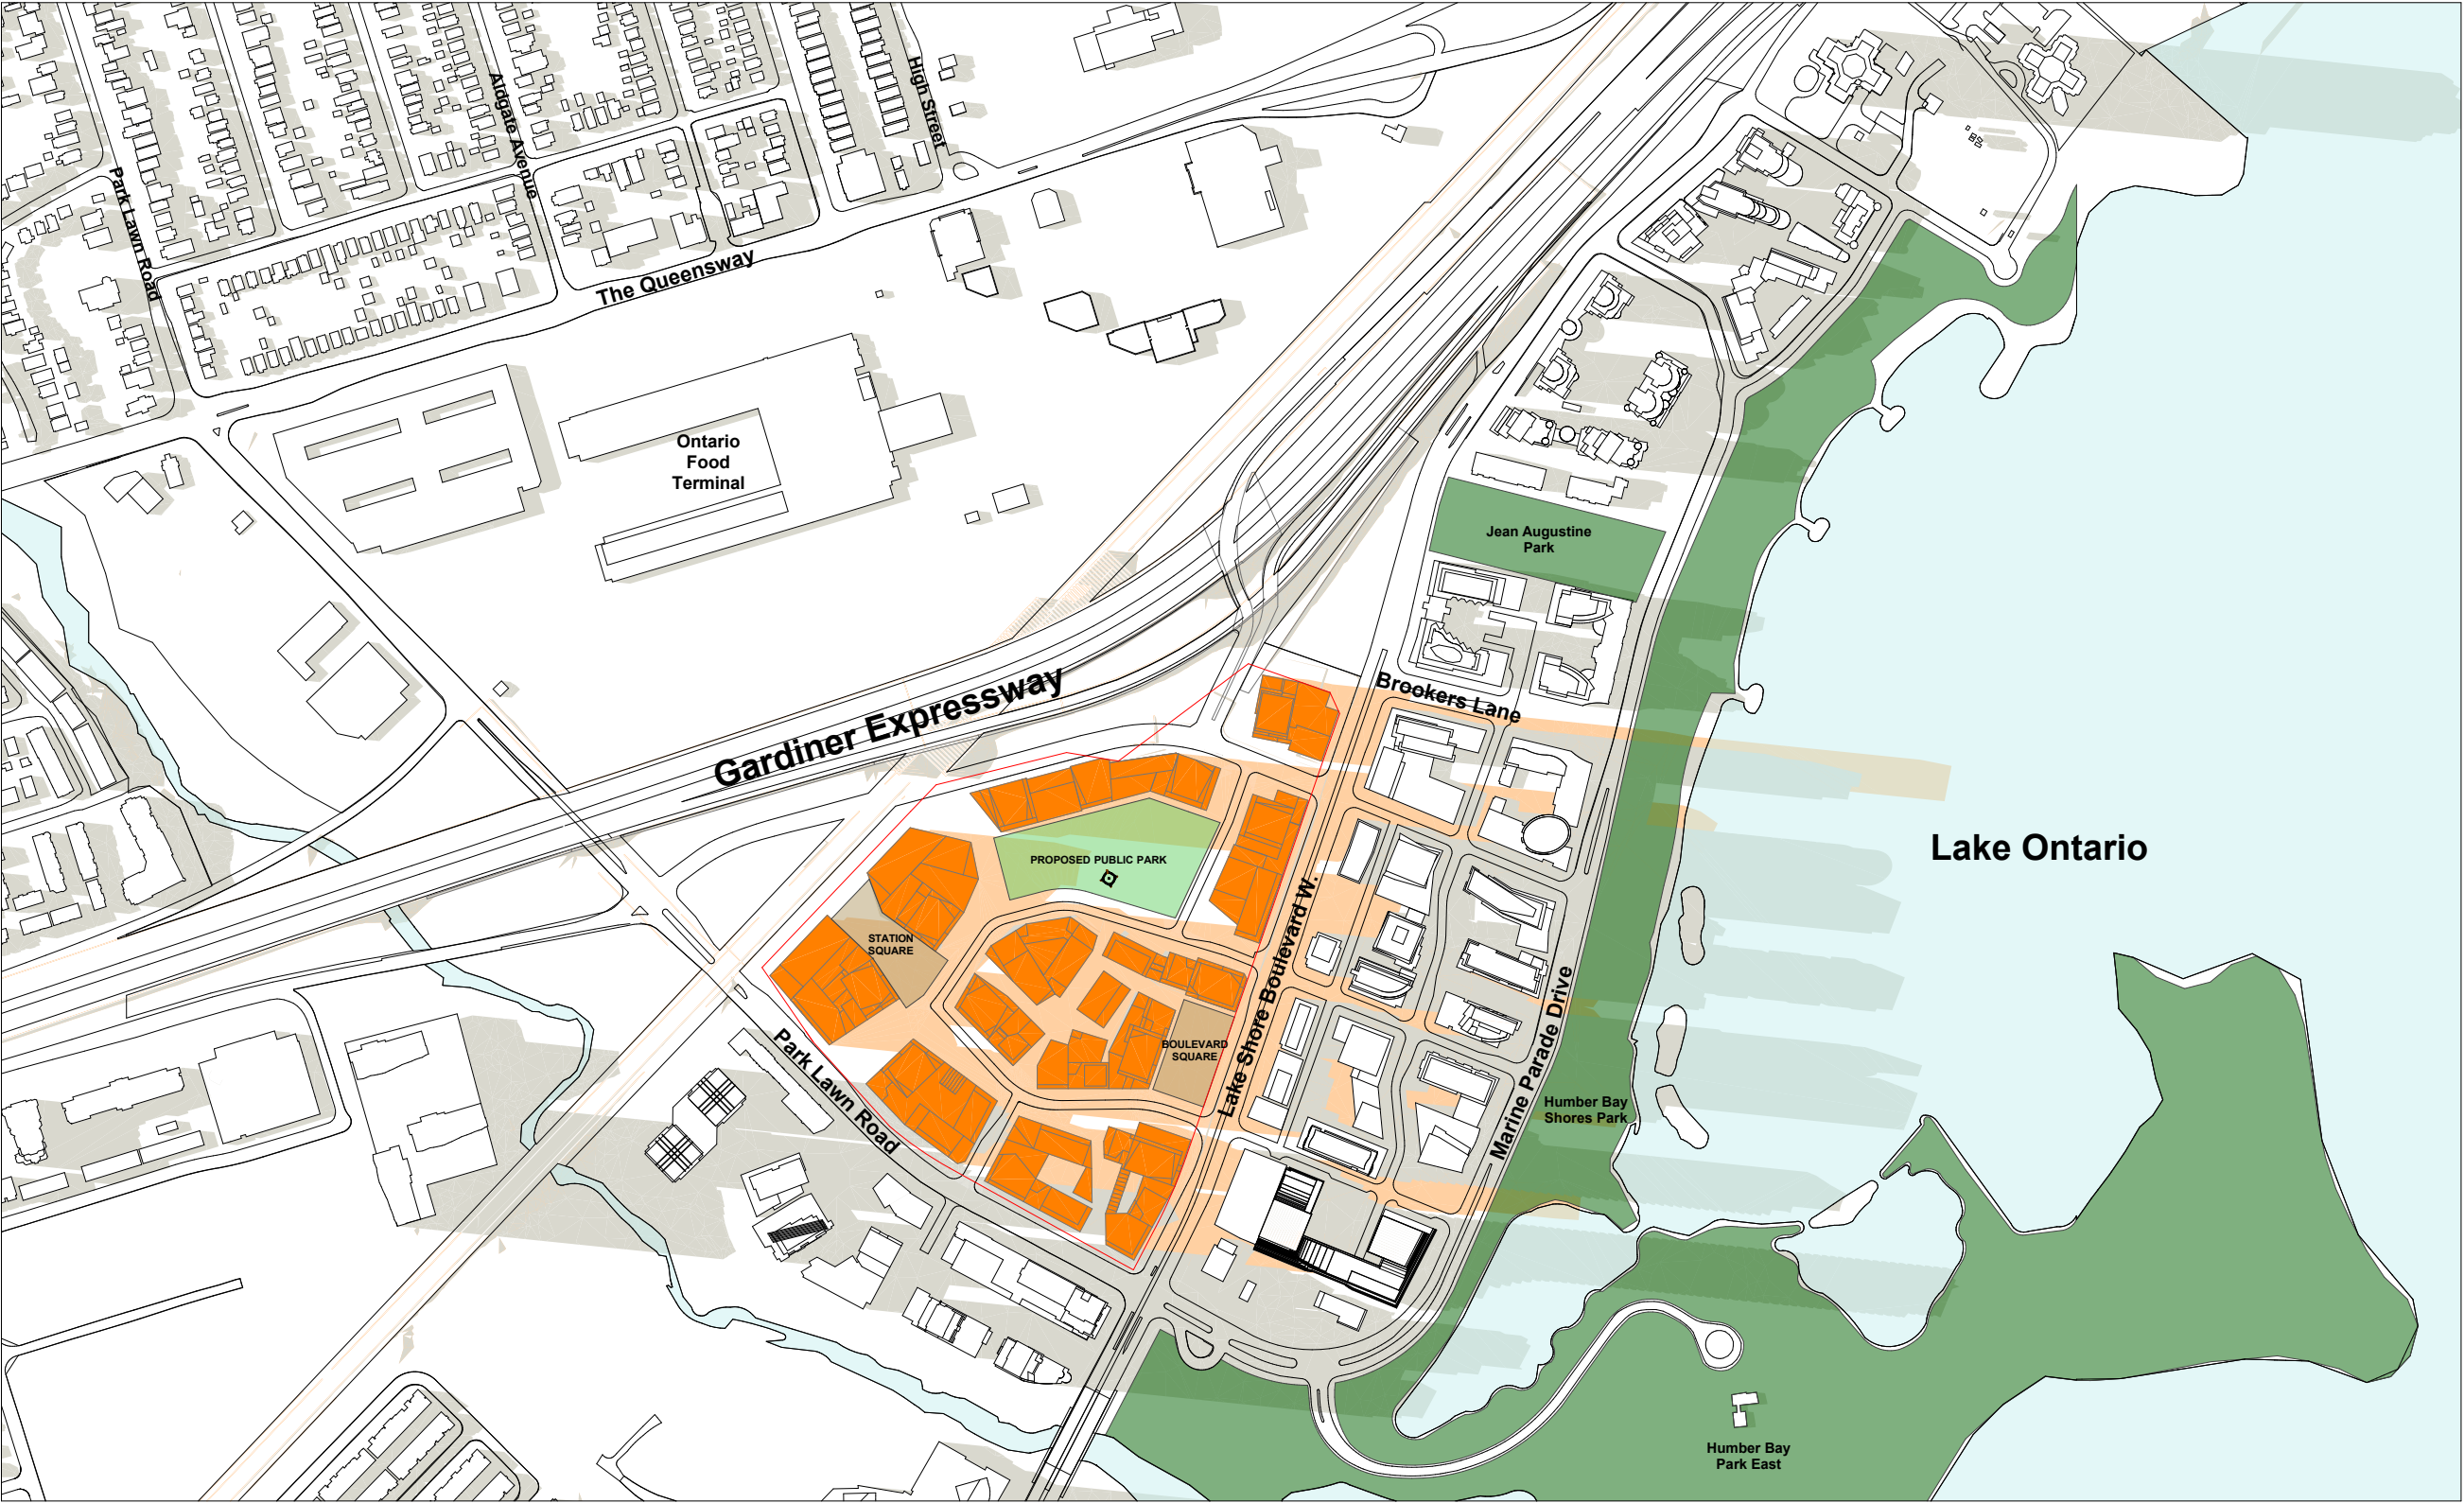 High Street
Aldgate Avenue
Park Lawn Road
The Queensway
Ontario
Food
Terminal
Jean Augustine
Park
Brookers Lane
Gardiner Expressway
Lake Ontario
PROPOSED PUBLIC PARK
STATION
SQUARE
Lake Shore Boulevard W.
BOULEVARD
SQUARE
Park Lawn Road
Marine Parade Drive
Humber Bay
Shores Park
Humber Bay
Park East